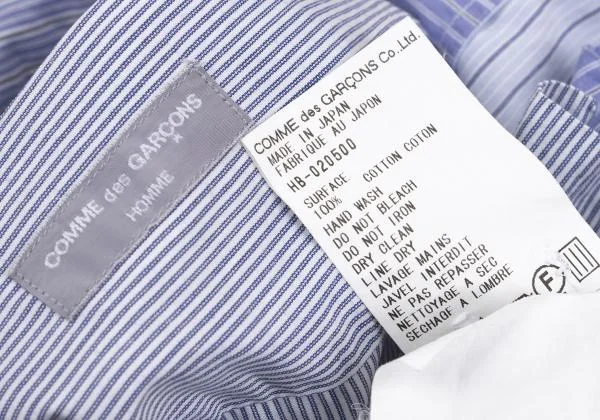 COMME des GARÇONS
HOMME
COMME des GARÇONS Co.,Ltd.
MADE IN JAPAN
FABRIQUE AU JAPON
HB-020500
SURFACE COTTON COTON
100%
HAND WASH
DO NOT BLEACH
DO NOT IRON
DRY CLEAN
LINE DRY
LAVAGE MAINS
JAVEL INTERDIT
NE PAS REPASSER
NETTOYAGE A SEC
SECHAGE A LOMBRE
F